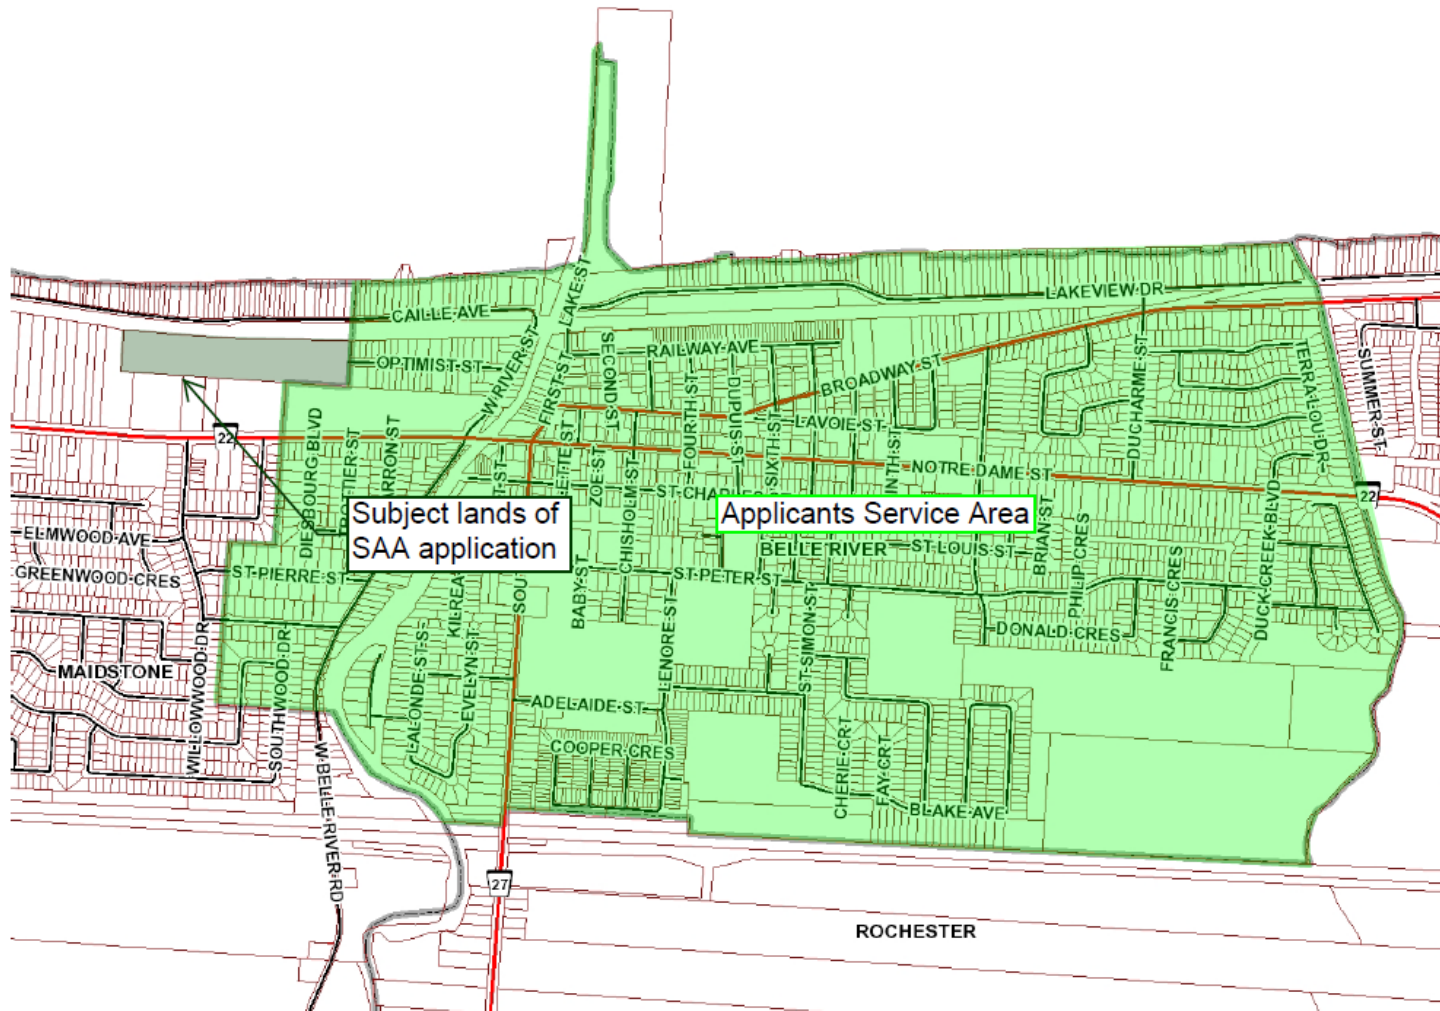 LAKE ST
CAILLE AVE
LAKEVIEW DR
OPTIMIST ST
W RIVER ST
FIRST ST
SECOND ST
RAILWAY AVE
BROADWAY ST
DUCHARME ST
TERRA LOU DR
SUMMER ST
FOURTH ST
DUPUIS ST
LAVOIE ST
SIXTH ST
22
DIESBOURG BLVD
ZOE ST
CHISHOLM ST
NOTRE DAME ST
22
Subject lands of
SAA application
Applicants Service Area
ELMWOOD AVE
BELLE RIVER
ST LOUIS ST
BRIAN ST
PHILIP CRES
FRANCIS CRES
DUCK CREEK BLVD
GREENWOOD CRES
ST PIERRE ST
ST PETER ST
BABY ST
DONALD CRES
MAIDSTONE
WILLOWWOOD DR
SOUTHWOOD DR
LALONDE ST
EVELYN ST
LENORE ST
ST SIMON ST
ADELAIDE ST
COOPER CRES
CHERIE CRT
FAY CRT
BLAKE AVE
W BELLE RIVER RD
27
ROCHESTER